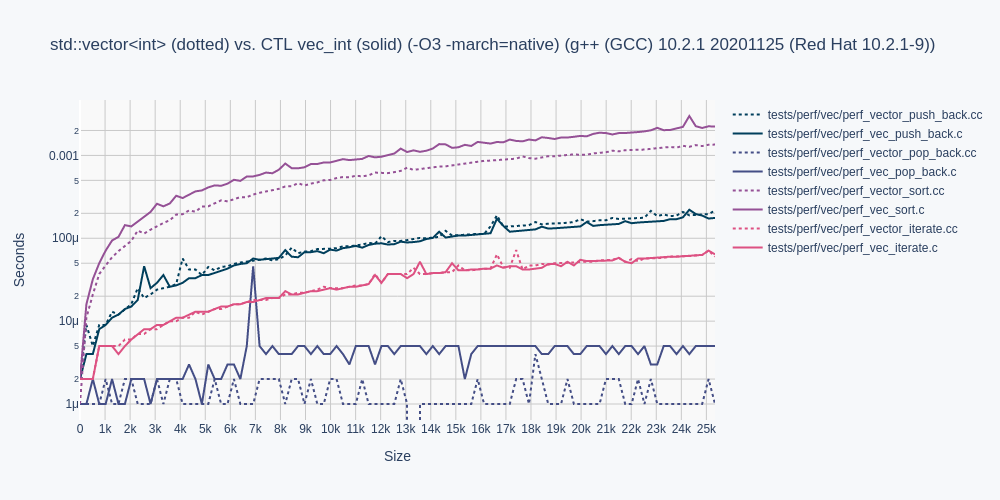 std::vector<int> (dotted) vs. CTL vec_int (solid) (-O3 -march=native) (g++ (GCC) 10.2.1 20201125 (Red Hat 10.2.1-9))
tests/perf/vec/perf_vector_push_back.cc
tests/perf/vec/perf_vec_push_back.c
tests/perf/vec/perf_vector_pop_back.cc
tests/perf/vec/perf_vec_pop_back.c
tests/perf/vec/perf_vector_sort.cc
tests/perf/vec/perf_vec_sort.c
tests/perf/vec/perf_vector_iterate.cc
tests/perf/vec/perf_vec_iterate.c
Seconds
2
0.001
5
2
100μ
5
2
10μ
5
2
1μ
0 1k 2k 3k 4k 5k 6k 7k 8k 9k 10k 11k 12k 13k 14k 15k 16k 17k 18k 19k 20k 21k 22k 23k 24k 25k
Size